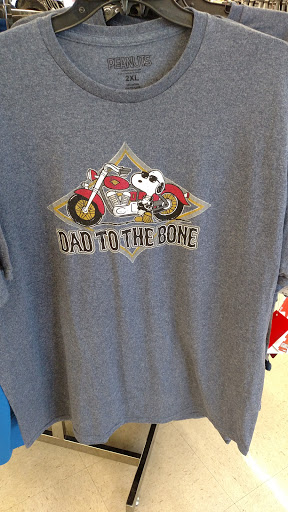 PEANUTS
2XL
DAD TO THE BONE